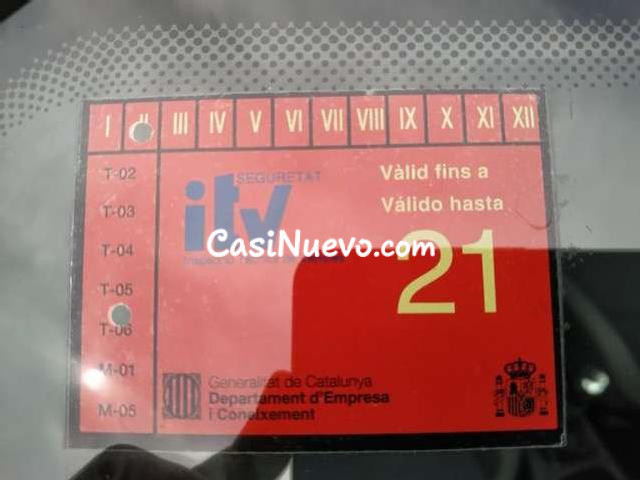 I II III IV V VI VII VIII IX X XI XII
T-02
SEGURETAT
Vàlid fins a
T-03
itv
Válido hasta
T-04
CasiNuevo.com
21
T-05
T-06
M-01
Generalitat de Catalunya
Departament d'Empresa
M-05
i Coneixement